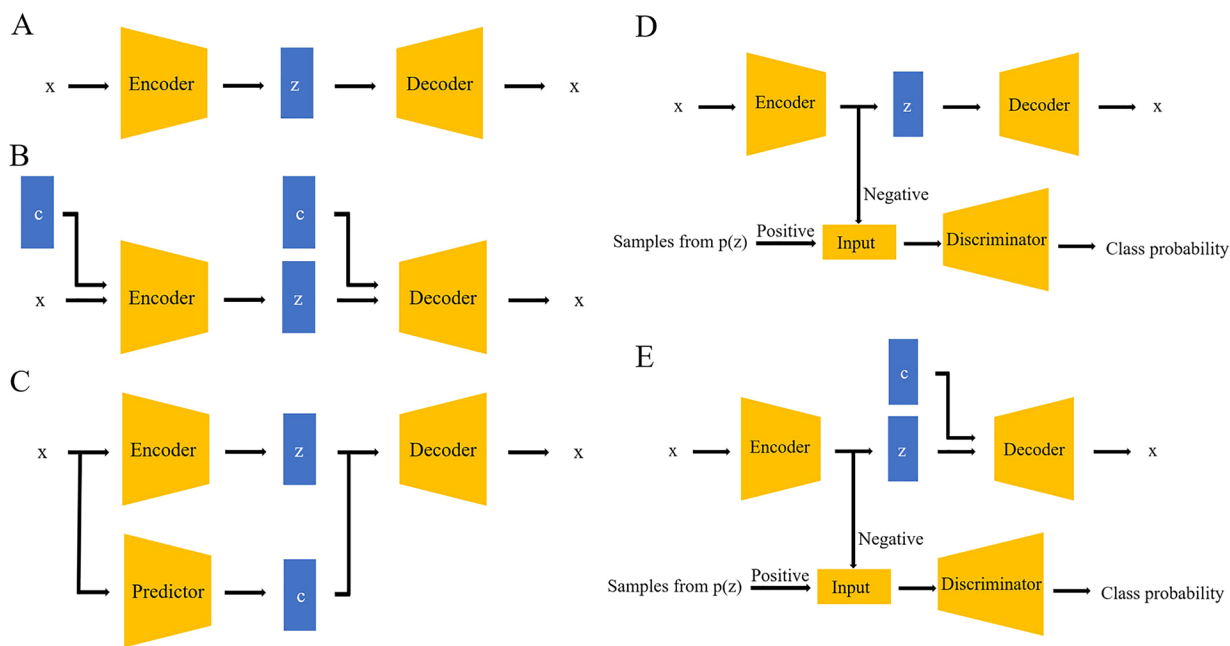 A
x
Encoder
z
Decoder
x
B
c
c
x
Encoder
z
Decoder
x
C
x
Encoder
z
Decoder
x
Predictor
c
D
x
Encoder
z
Decoder
x
Negative
Samples from p(z)
Positive
Input
Discriminator
Class probability
E
c
x
Encoder
z
Decoder
x
Negative
Samples from p(z)
Positive
Input
Discriminator
Class probability